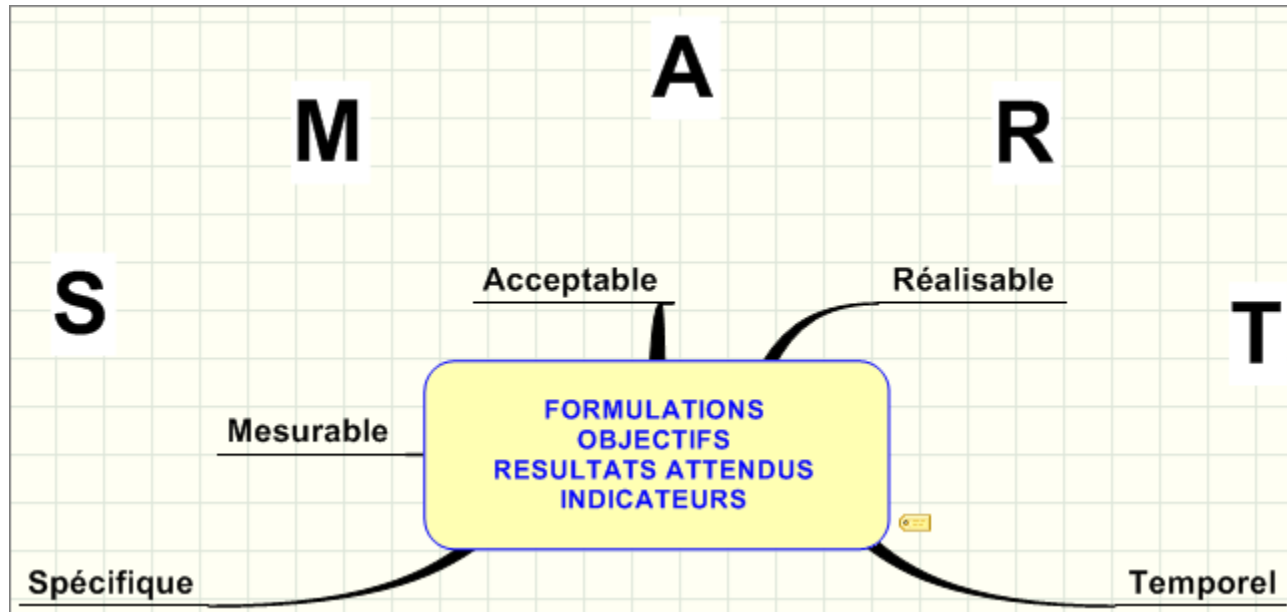 S
M
A
R
T
Spécifique
Mesurable
Acceptable
Réalisable
Temporel
FORMULATIONS
OBJECTIFS
RESULTATS ATTENDUS
INDICATEURS